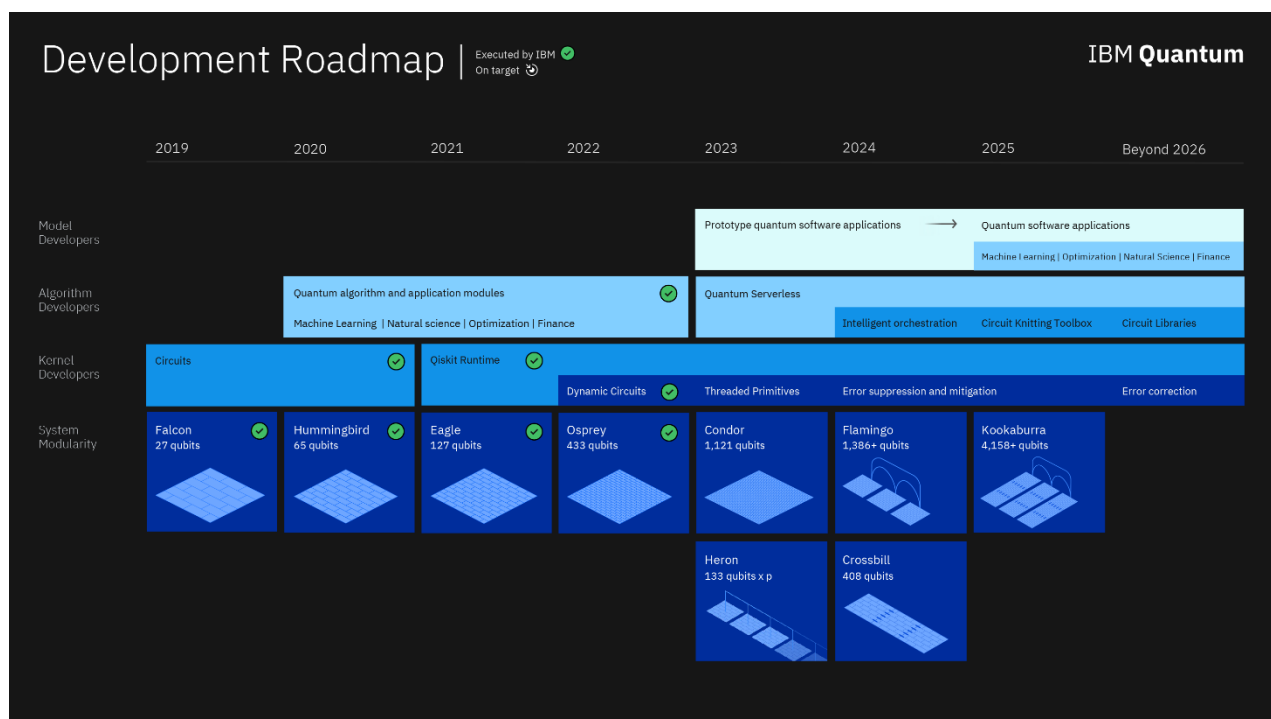 Development Roadmap
Executed by IBM
On target
IBM Quantum
2019
2020
2021
2022
2023
2024
2025
Beyond 2026
Model
Developers
Prototype quantum software applications
Quantum software applications
Machine Learning | Optimization | Natural Science | Finance
Algorithm
Developers
Quantum algorithm and application modules
Machine Learning | Natural science | Optimization | Finance
Quantum Serverless
Intelligent orchestration
Circuit Knitting Toolbox
Circuit Libraries
Kernel
Developers
Circuits
Qiskit Runtime
Dynamic Circuits
Threaded Primitives
Error suppression and mitigation
Error correction
System
Modularity
Falcon
27 qubits
Hummingbird
65 qubits
Eagle
127 qubits
Osprey
433 qubits
Condor
1,121 qubits
Flamingo
1,386+ qubits
Kookaburra
4,158+ qubits
Heron
133 qubits x p
Crossbill
408 qubits